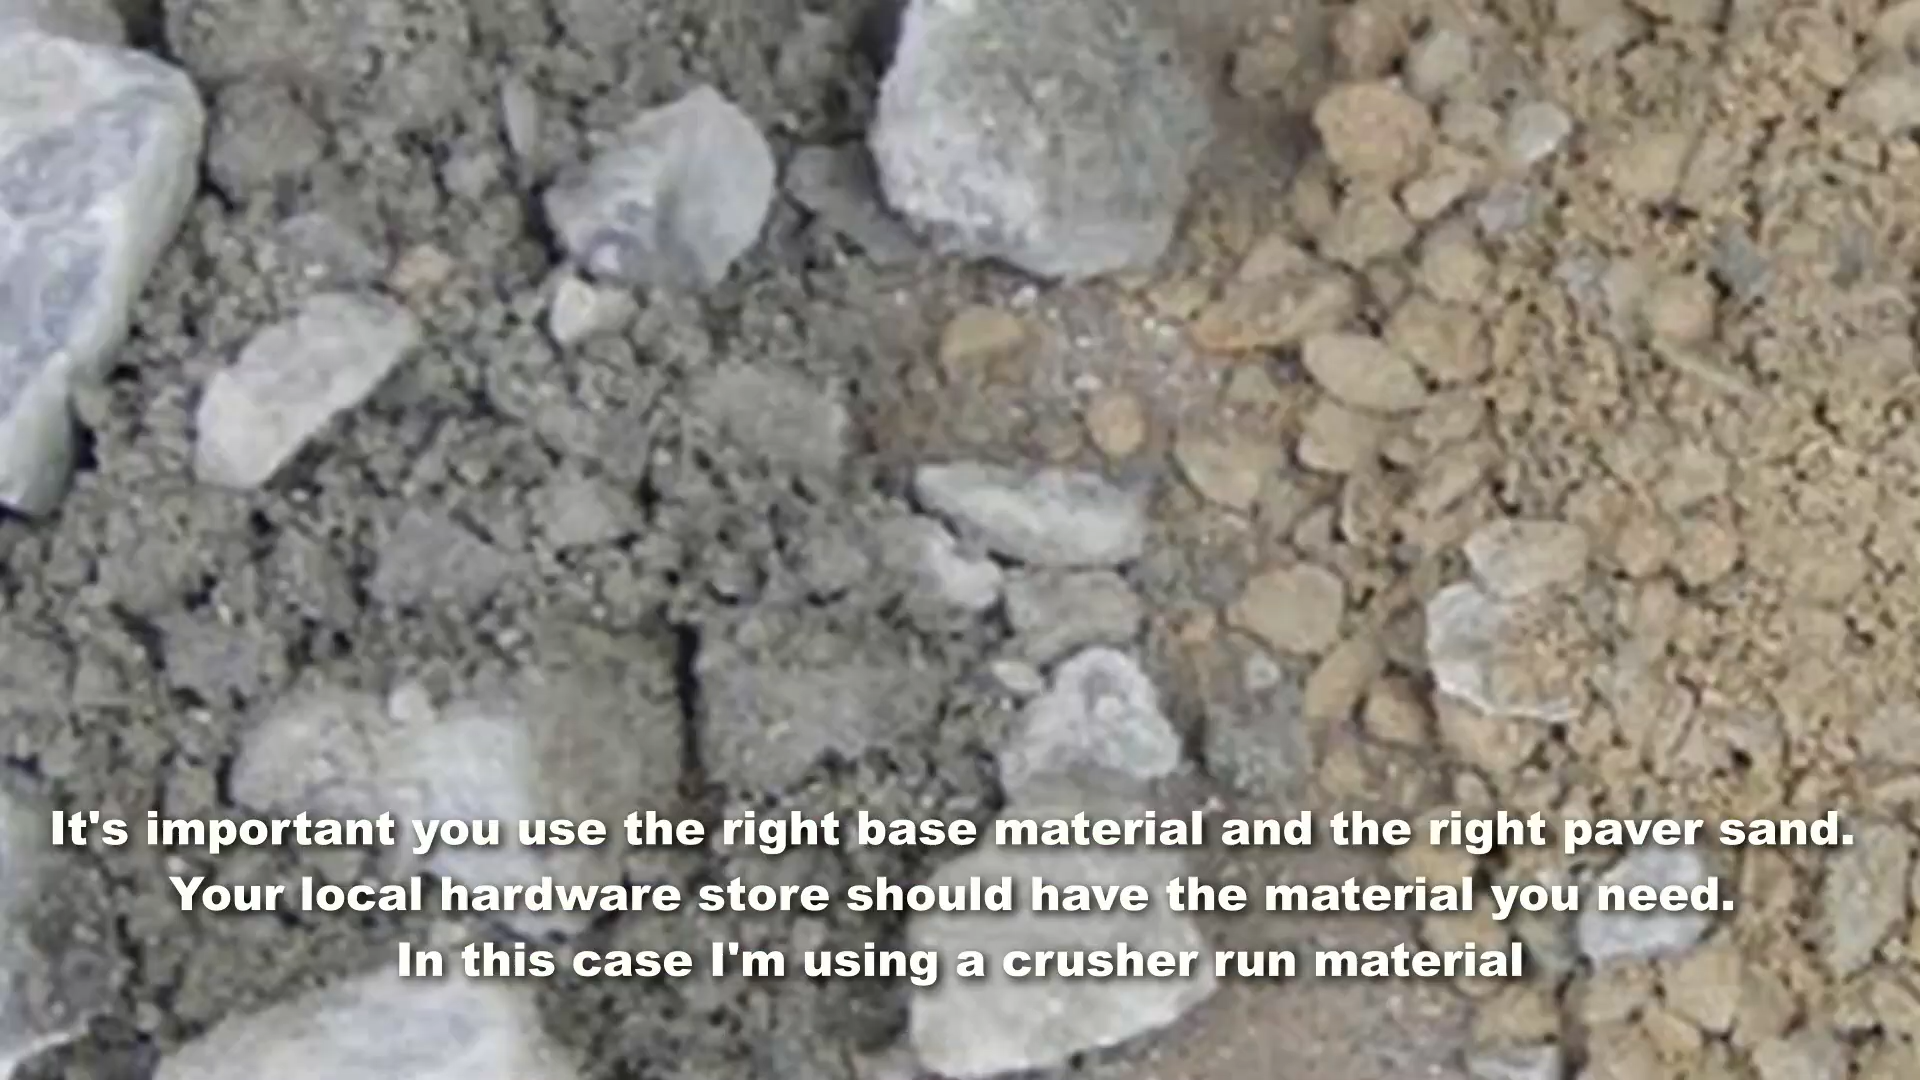 It's important you use the right base material and the right paver sand.
Your local hardware store should have the material you need.
In this case I'm using a crusher run material